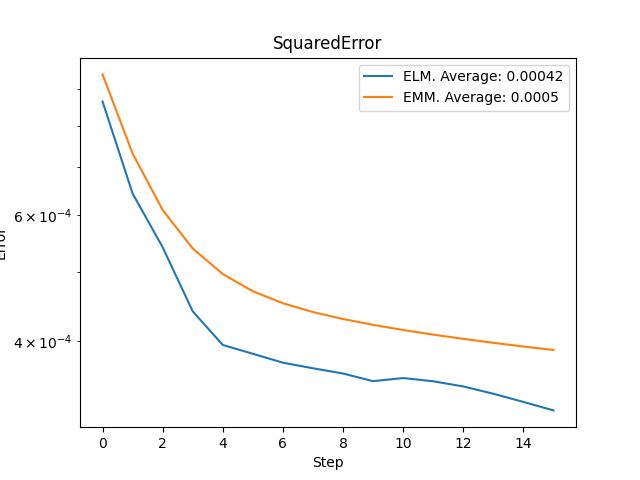 SquaredError
ELM. Average: 0.00042
EMM. Average: 0.0005
6 × 10⁻⁴
4 × 10⁻⁴
Error
0 2 4 6 8 10 12 14
Step